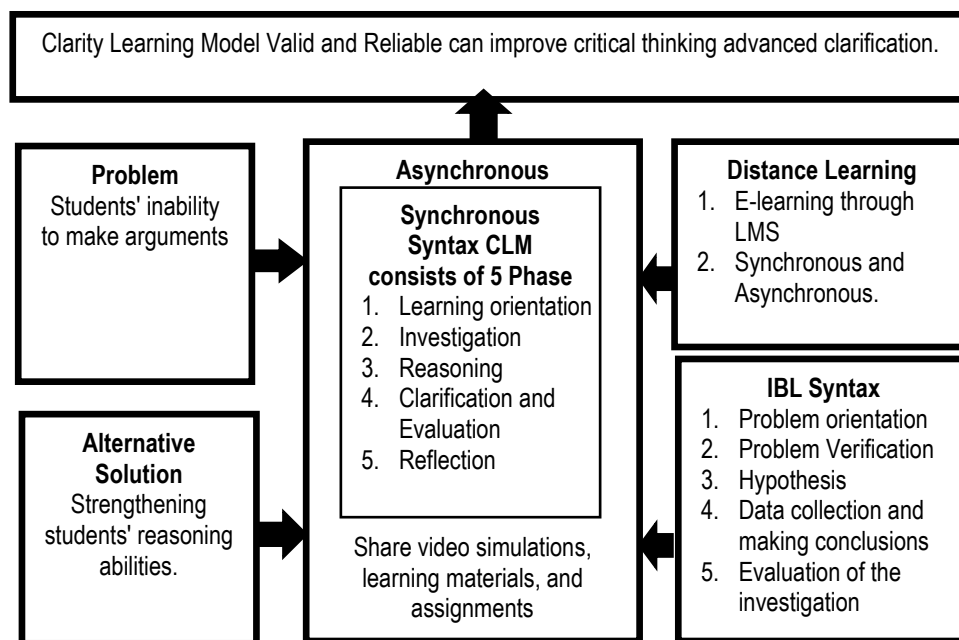 Clarity Learning Model Valid and Reliable can improve critical thinking advanced clarification.
Problem
Students' inability
to make arguments
Alternative
Solution
Strengthening
students' reasoning
abilities.
Asynchronous
Synchronous
Syntax CLM
consists of 5 Phase
1. Learning orientation
2. Investigation
3. Reasoning
4. Clarification and
Evaluation
5. Reflection
Share video simulations,
learning materials, and
assignments
Distance Learning
1. E-learning through
LMS
2. Synchronous and
Asynchronous.
IBL Syntax
1. Problem orientation
2. Problem Verification
3. Hypothesis
4. Data collection and
making conclusions
5. Evaluation of the
investigation